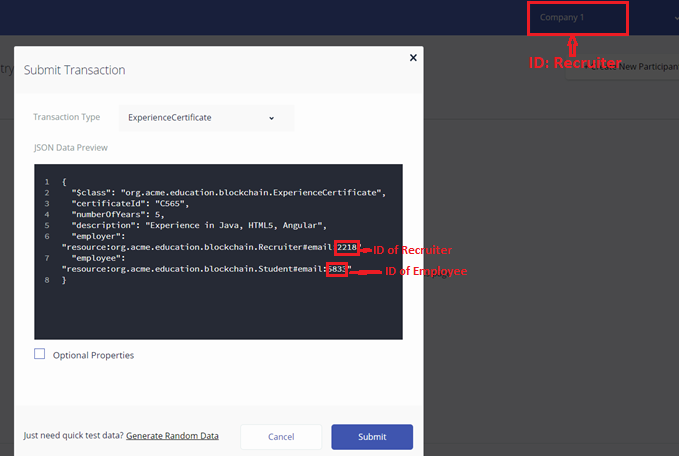 Company 1
ID: Recruiter
New Participant
try
Submit Transaction
Transaction Type
ExperienceCertificate
JSON Data Preview
1 {
2 "$class": "org.acme.education.blockchain.ExperienceCertificate",
3 "certificateId": "C565",
4 "numberOfYears": 5,
5 "description": "Experience in Java, HTML5, Angular",
6 "employer":
"resource:org.acme.education.blockchain.Recruiter#email:2218"
ID of Recruiter
7 "employee":
"resource:org.acme.education.blockchain.Student#email:5833"
ID of Employee
8 }
Optional Properties
Just need quick test data? Generate Random Data
Cancel
Submit